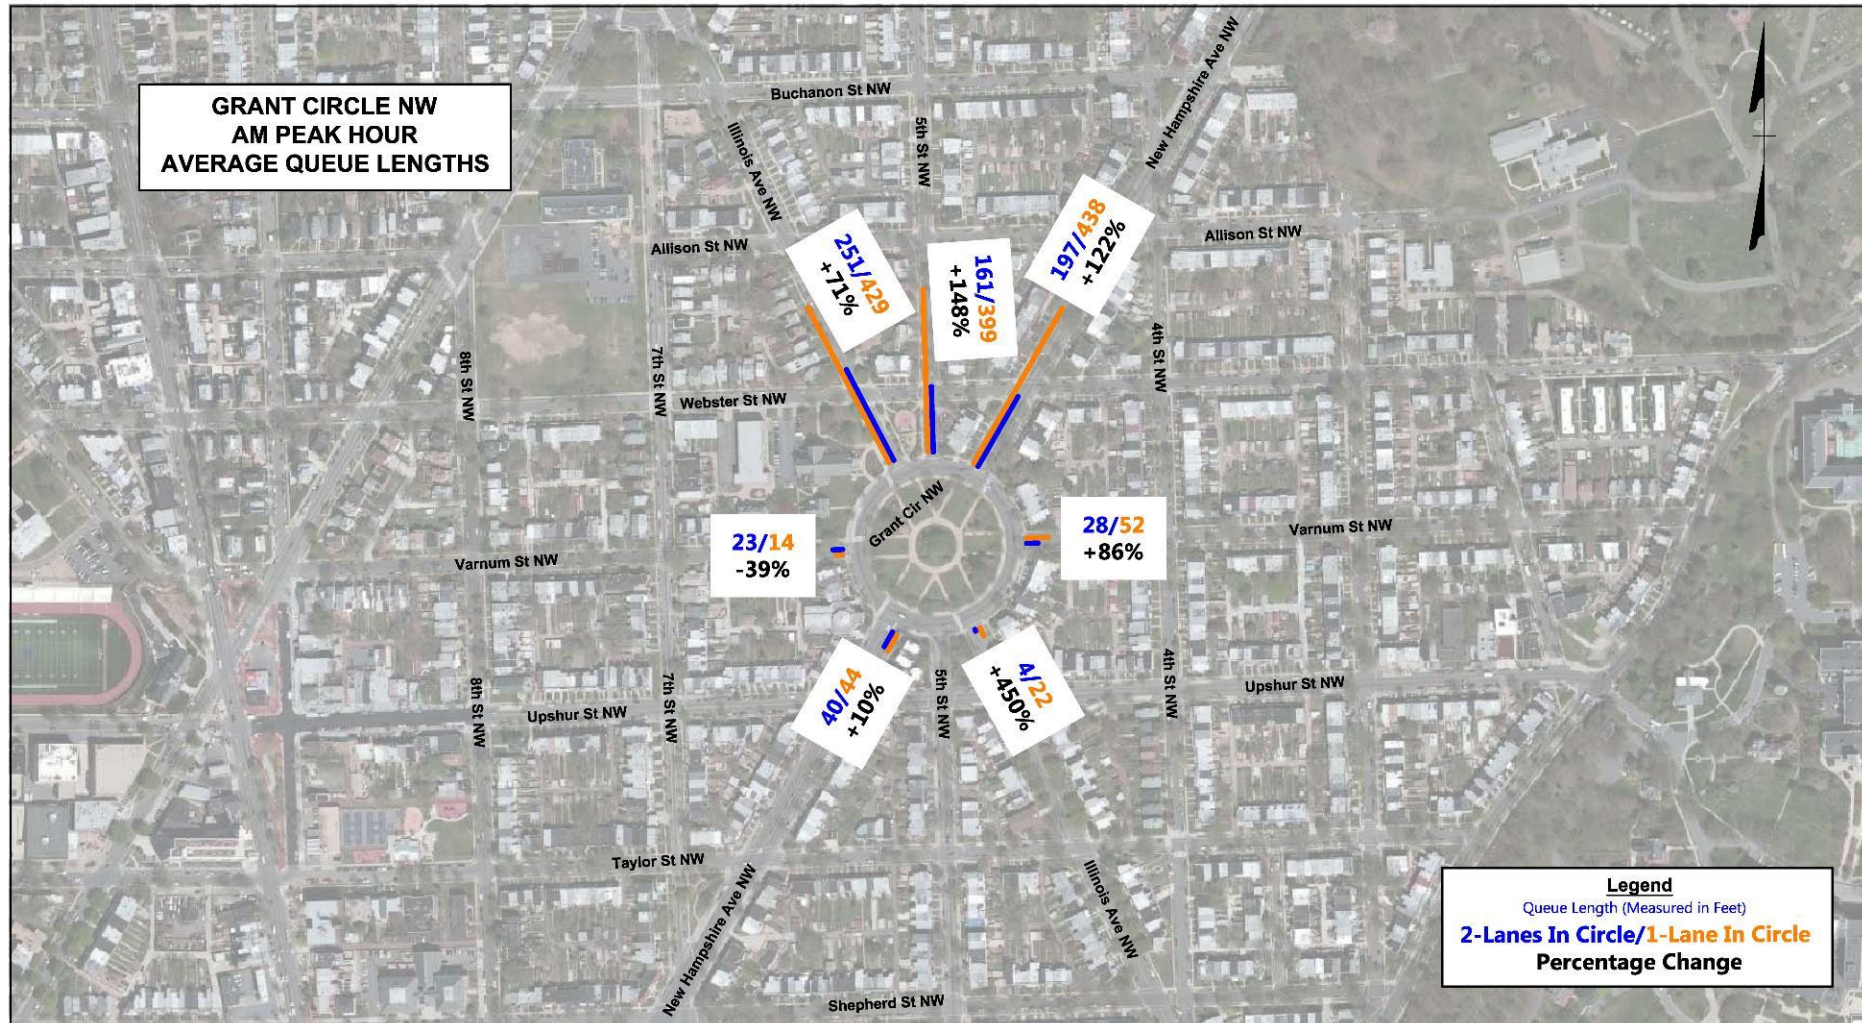 GRANT CIRCLE NW
AM PEAK HOUR
AVERAGE QUEUE LENGTHS
Buchanon St NW
New Hampshire Ave NW
Illinois Ave NW
5th St NW
Allison St NW
Allison St NW
251/429
+71%
161/399
+148%
197/438
+122%
8th St NW
7th St NW
4th St NW
Webster St NW
Grant Cir NW
23/14
-39%
28/52
+86%
Varnum St NW
Varnum St NW
40/44
+10%
4/22
+450%
8th St NW
7th St NW
5th St NW
4th St NW
Upshur St NW
Upshur St NW
Taylor St NW
New Hampshire Ave NW
Illinois Ave NW
Shepherd St NW
Legend
Queue Length (Measured in Feet)
2-Lanes In Circle/1-Lane In Circle
Percentage Change